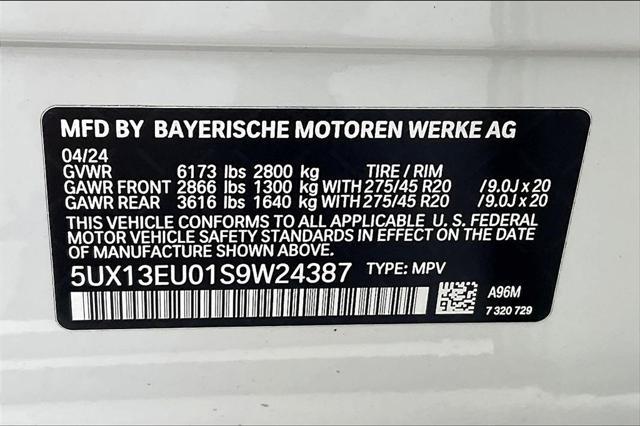 MFD BY BAYERISCHE MOTOREN WERKE AG
04/24
GVWR 6173 lbs 2800 kg TIRE / RIM
GAWR FRONT 2866 lbs 1300 kg WITH 275/45 R20 /9.0J x 20
GAWR REAR 3616 lbs 1640 kg WITH 275/45 R20 /9.0J x 20
THIS VEHICLE CONFORMS TO ALL APPLICABLE U. S. FEDERAL
MOTOR VEHICLE SAFETY STANDARDS IN EFFECT ON THE DATE
OF MANUFACTURE SHOWN ABOVE.
5UX13EU01S9W24387 TYPE: MPV
A96M
7 320 729